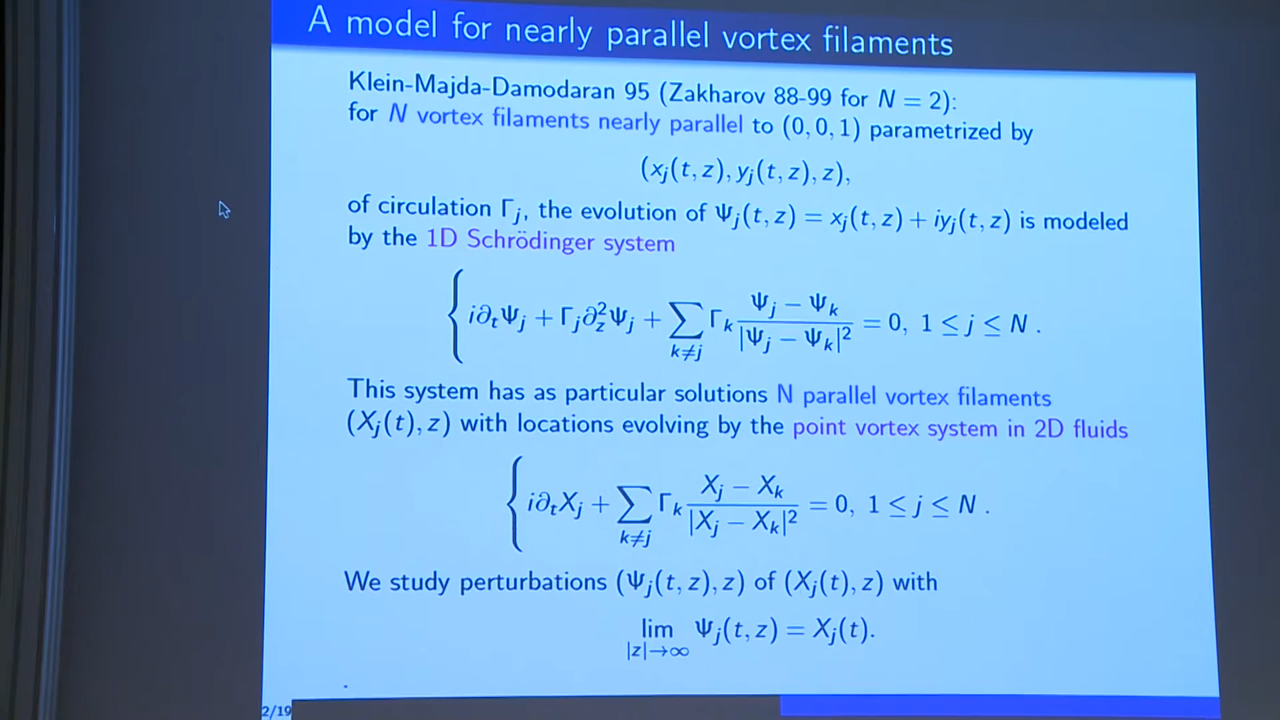 A model for nearly parallel vortex filaments
Klein-Majda-Damodaran 95 (Zakharov 88-99 for N = 2):
for N vortex filaments nearly parallel to (0, 0, 1) parametrized by
(x_j(t, z), y_j(t, z), z),
of circulation Γ_j, the evolution of Ψ_j(t, z) = x_j(t, z) + iy_j(t, z) is modeled
by the 1D Schrödinger system
{ i∂_tΨ_j + Γ_j∂_z^2Ψ_j + ∑_{k≠j} Γ_k (Ψ_j − Ψ_k)/|Ψ_j − Ψ_k|^2 = 0, 1 ≤ j ≤ N .
This system has as particular solutions N parallel vortex filaments
(X_j(t), z) with locations evolving by the point vortex system in 2D fluids
{ i∂_tX_j + ∑_{k≠j} Γ_k (X_j − X_k)/|X_j − X_k|^2 = 0, 1 ≤ j ≤ N .
We study perturbations (Ψ_j(t, z), z) of (X_j(t), z) with
lim_{|z|→∞} Ψ_j(t, z) = X_j(t).
.
2/19